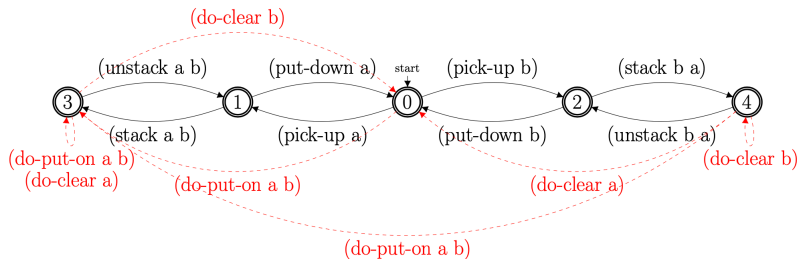 (do-clear b)
(unstack a b) (put-down a) start (pick-up b) (stack b a)
3 1 0 2 4
(stack a b) (pick-up a) (put-down b) (unstack b a)
(do-put-on a b) (do-clear b)
(do-clear a) (do-put-on a b) (do-clear a)
(do-put-on a b)